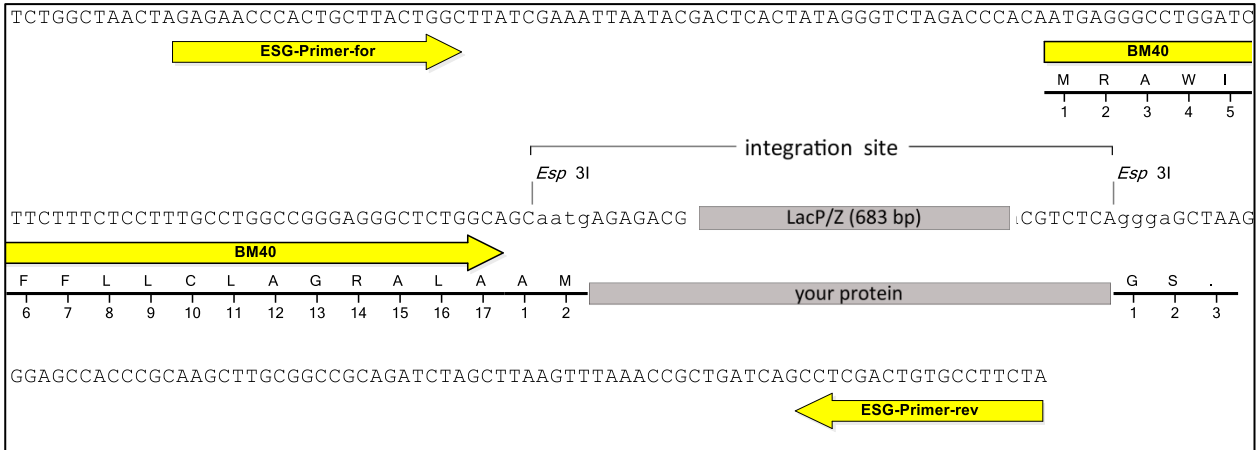 TCTGGCTAACTAGAGAACCCACTGCTTACTGGCTTATCGAAATTAATACGACTCACTATAGGGTCTAGACCCACAATGAGGGCCTGGATC
ESG-Primer-for
BM40
M R A W I
1 2 3 4 5
integration site
Esp 3I
Esp 3I
TTCTTTCTCCTTTGCCTGGCCGGGAGGGCTCTGGCAGCaatgAGAGACG LacP/Z (683 bp) CGTCTCAgggaGCTAAG
BM40
F F L L C L A G R A L A A M G S .
your protein
6 7 8 9 10 11 12 13 14 15 16 17 1 2 1 2 3
GGAGCCACCCGCAAGCTTGCGGCCGCAGATCTAGCTTAAGTTTAAACCGCTGATCAGCCTCGACTGTGCCTTCTA
ESG-Primer-rev